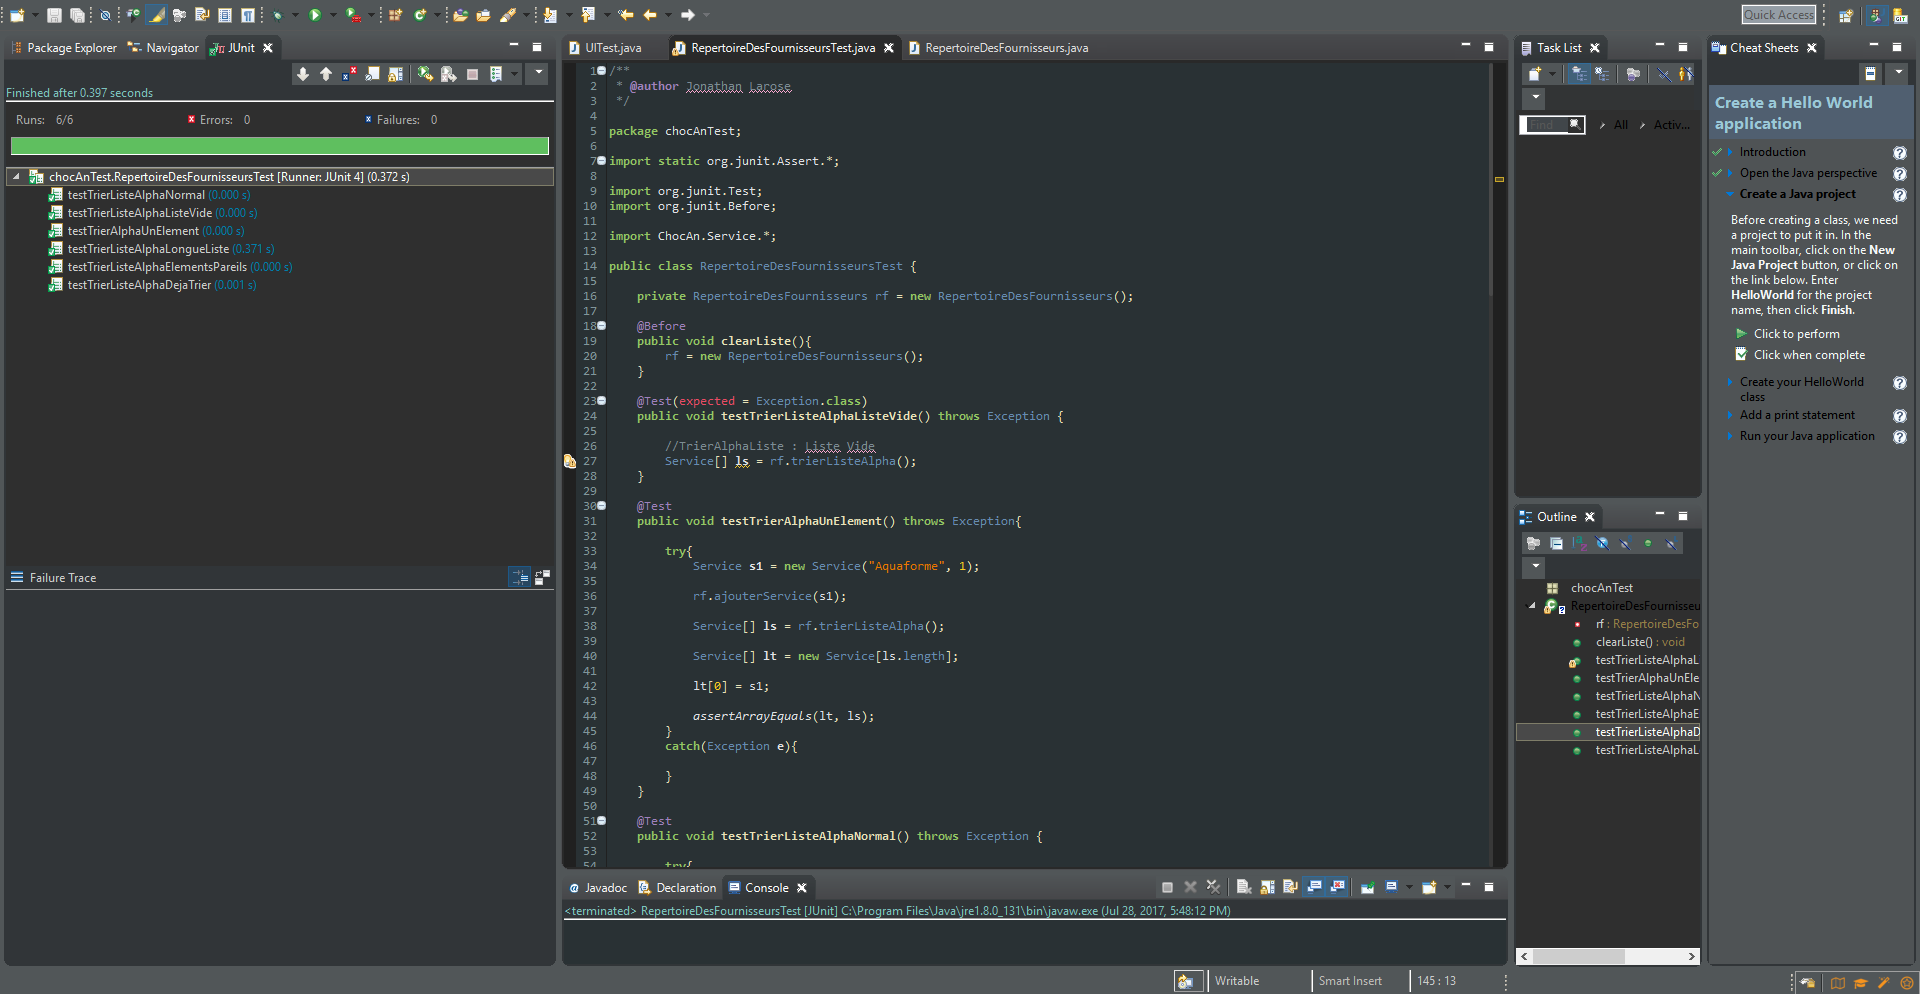 Quick Access
Package Explorer
Navigator
JUnit
Finished after 0.397 seconds
Runs: 6/6
Errors: 0
Failures: 0
chocAnTest.RepertoireDesFournisseursTest [Runner: JUnit 4] (0.372 s)
testTrierListeAlphaNormal (0.000 s)
testTrierListeAlphaListeVide (0.000 s)
testTrierAlphaUnElement (0.000 s)
testTrierListeAlphaLongueListe (0.371 s)
testTrierListeAlphaElementsPareils (0.000 s)
testTrierListeAlphaDejaTrier (0.001 s)
Failure Trace
UITest.java
RepertoireDesFournisseursTest.java
RepertoireDesFournisseurs.java
1 /**
2 * @author Jonathan Larose
3 */
4
5 package chocAnTest;
6
7 import static org.junit.Assert.*;
8
9 import org.junit.Test;
10 import org.junit.Before;
11
12 import ChocAn.Service.*;
13
14 public class RepertoireDesFournisseursTest {
15
16 private RepertoireDesFournisseurs rf = new RepertoireDesFournisseurs();
17
18 @Before
19 public void clearListe(){
20 rf = new RepertoireDesFournisseurs();
21 }
22
23 @Test(expected = Exception.class)
24 public void testTrierListeAlphaListeVide() throws Exception {
25
26 //TrierAlphaListe : Liste Vide
27 Service[] ls = rf.trierListeAlpha();
28 }
29
30 @Test
31 public void testTrierAlphaUnElement() throws Exception{
32
33 try{
34 Service s1 = new Service("Aquaforme", 1);
35
36 rf.ajouterService(s1);
37
38 Service[] ls = rf.trierListeAlpha();
39
40 Service[] lt = new Service[ls.length];
41
42 lt[0] = s1;
43
44 assertArrayEquals(lt, ls);
45 }
46 catch(Exception e){
47
48 }
49 }
50
51 @Test
52 public void testTrierListeAlphaNormal() throws Exception {
53
54 try{
Javadoc
Declaration
Console
<terminated> RepertoireDesFournisseursTest [JUnit] C:\Program Files\Java\jre1.8.0_131\bin\javaw.exe (Jul 28, 2017, 5:48:12 PM)
Task List
Find
All
Activ...
Outline
chocAnTest
RepertoireDesFournisseu
rf : RepertoireDesFo
clearListe() : void
testTrierListeAlphaL
testTrierAlphaUnEle
testTrierListeAlphaN
testTrierListeAlphaE
testTrierListeAlphaD
testTrierListeAlphaL
Cheat Sheets
Create a Hello World
application
Introduction
Open the Java perspective
Create a Java project
Before creating a class, we need
a project to put it in. In the
main toolbar, click on the New
Java Project button, or click on
the link below. Enter
HelloWorld for the project
name, then click Finish.
Click to perform
Click when complete
Create your HelloWorld
class
Add a print statement
Run your Java application
Writable
Smart Insert
145 : 13